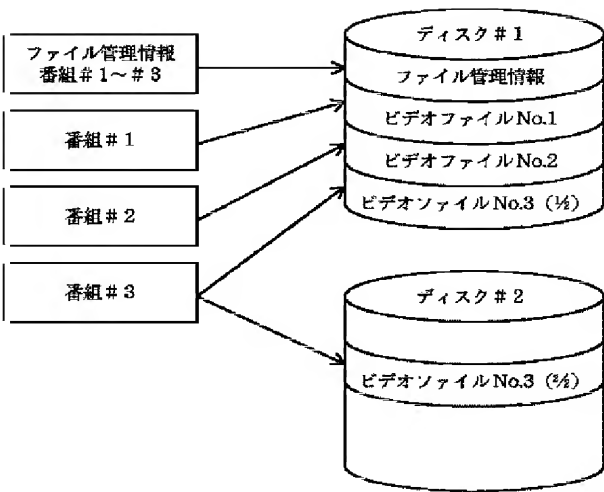 ファイル管理情報
番組#1~#3
番組#1
番組#2
番組#3
ディスク#1
ファイル管理情報
ビデオファイルNo.1
ビデオファイルNo.2
ビデオファイルNo.3 (½)
ディスク#2
ビデオファイルNo.3 (²⁄₂)